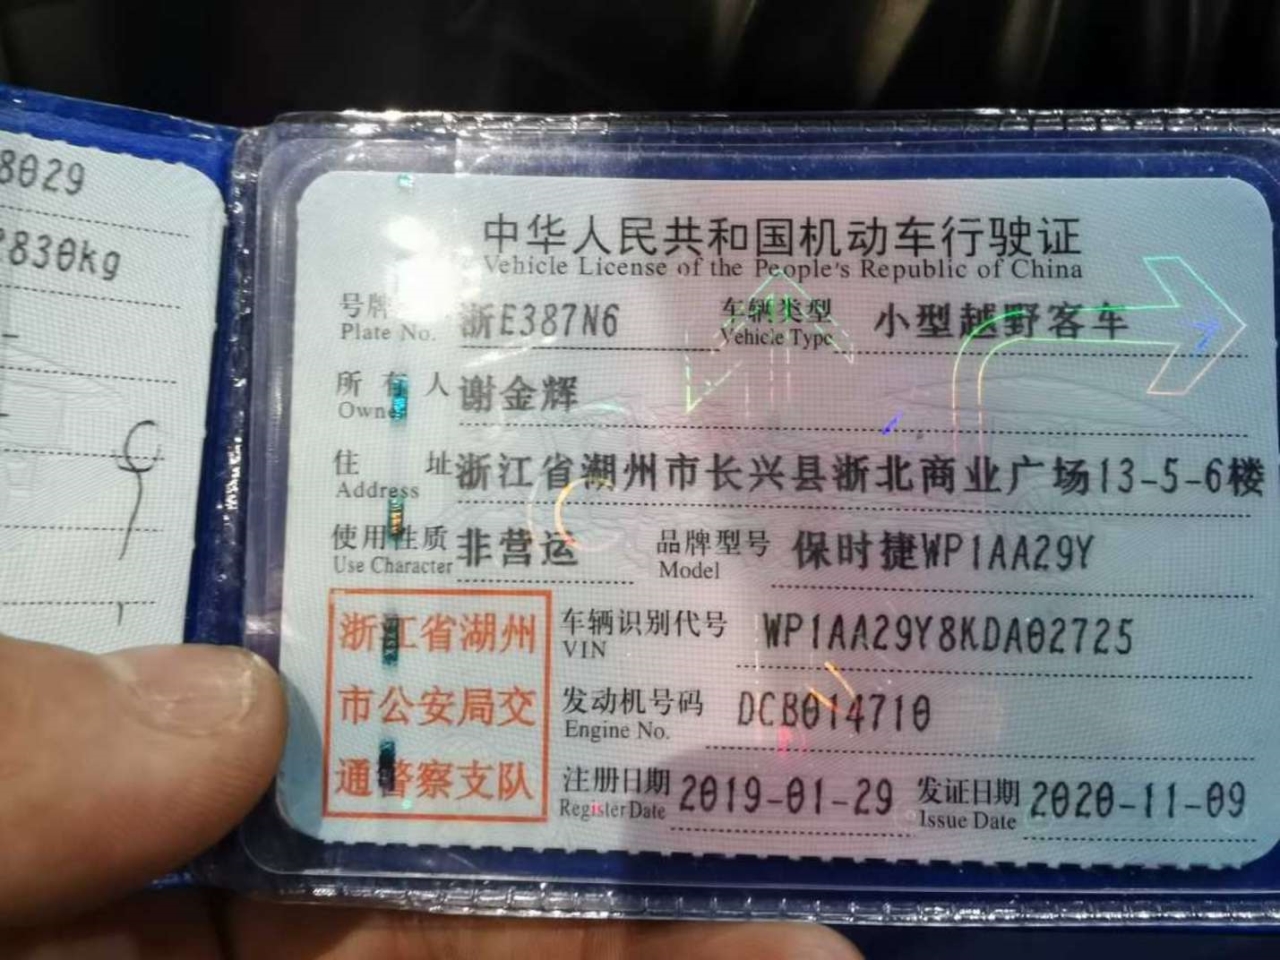 8029
2830kg
中华人民共和国机动车行驶证
Vehicle License of the People's Republic of China
号牌 浙E387N6 车辆类型 小型越野客车
Plate No. Vehicle Type
所有人 谢金辉
Owner
住址 浙江省湖州市长兴县浙北商业广场13-5-6楼
Address
使用性质 非营运 品牌型号 保时捷WP1AA29Y
Use Character Model
浙江省湖州
市公安局交
通警察支队
车辆识别代号 WP1AA29Y8KDA02725
VIN
发动机号码 DCB014710
Engine No.
注册日期 2019-01-29 发证日期 2020-11-09
Register Date Issue Date